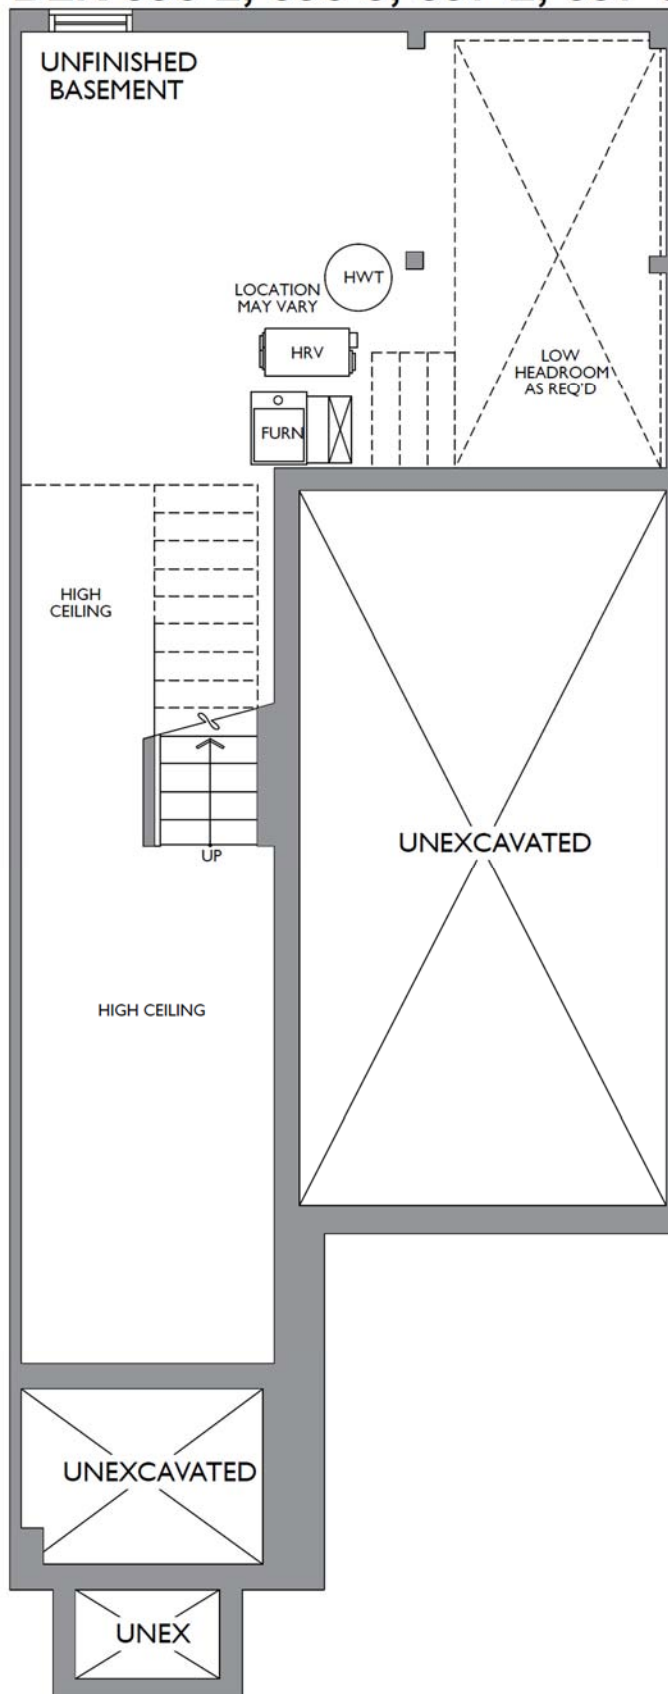 UNFINISHED
BASEMENT
HWT
LOCATION
MAY VARY
HRV
LOW
HEADROOM
AS REQ'D
FURN
HIGH
CEILING
UP
UNEXCAVATED
HIGH CEILING
UNEXCAVATED
UNEX